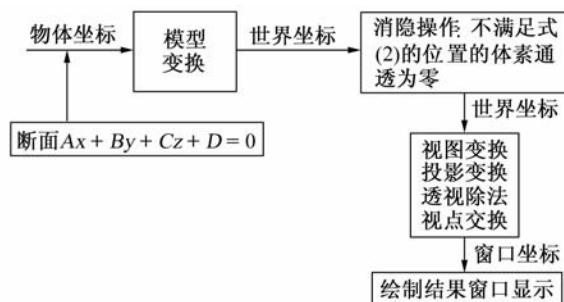 物体坐标
模型
变换
世界坐标
消隐操作:不满足式
(2)的位置的体素通
透为零
断面Ax + By + Cz + D = 0
世界坐标
视图变换
投影变换
透视除法
视点交换
窗口坐标
绘制结果窗口显示